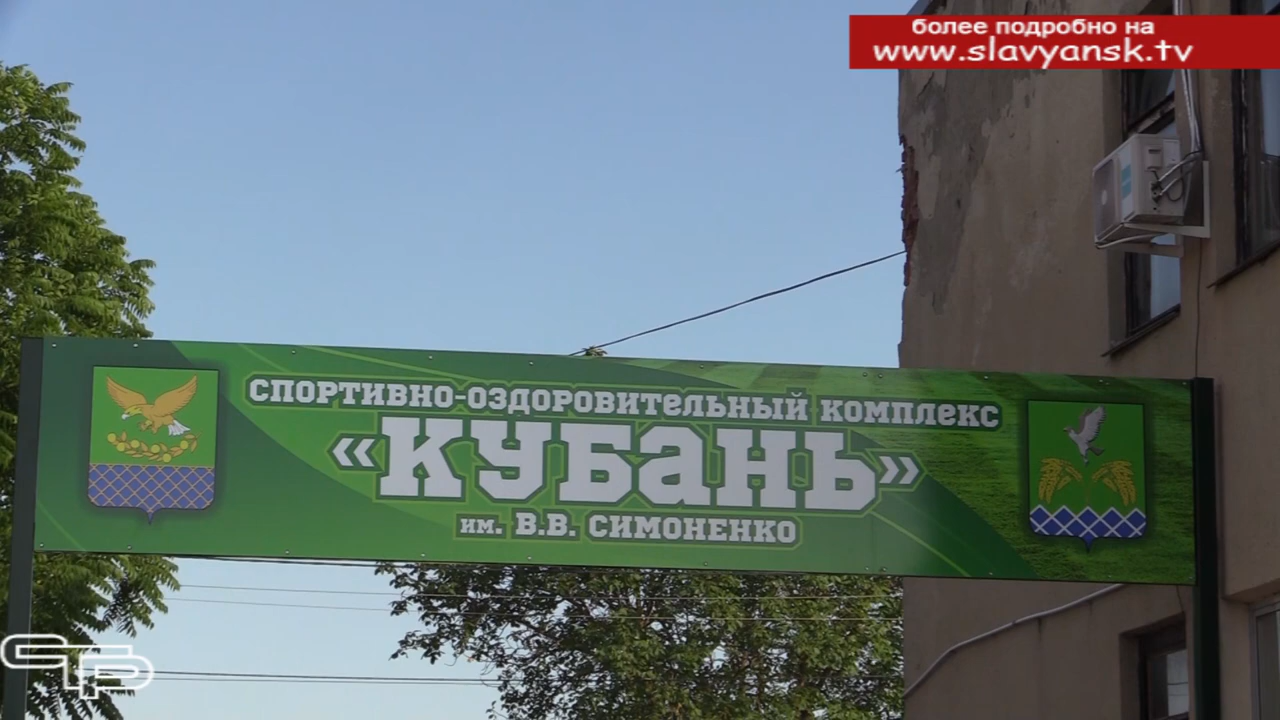 более подробно на
www.slavyansk.tv
СПОРТИВНО-ОЗДОРОВИТЕЛЬНЫЙ КОМПЛЕКС
«КУБАНЬ»
ИМ. В.В. СИМОНЕНКО